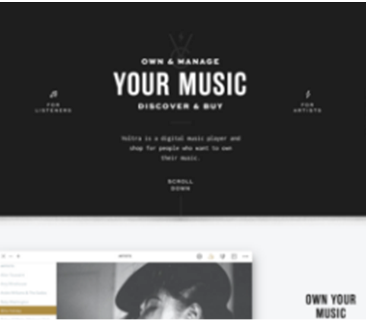 OWN & MANAGE
YOUR MUSIC
DISCOVER & BUY
FOR
LISTENERS
FOR
ARTISTS
Voltra is a digital music player and
shop for people who want to own
their music.
SCROLL
DOWN
OWN YOUR
MUSIC